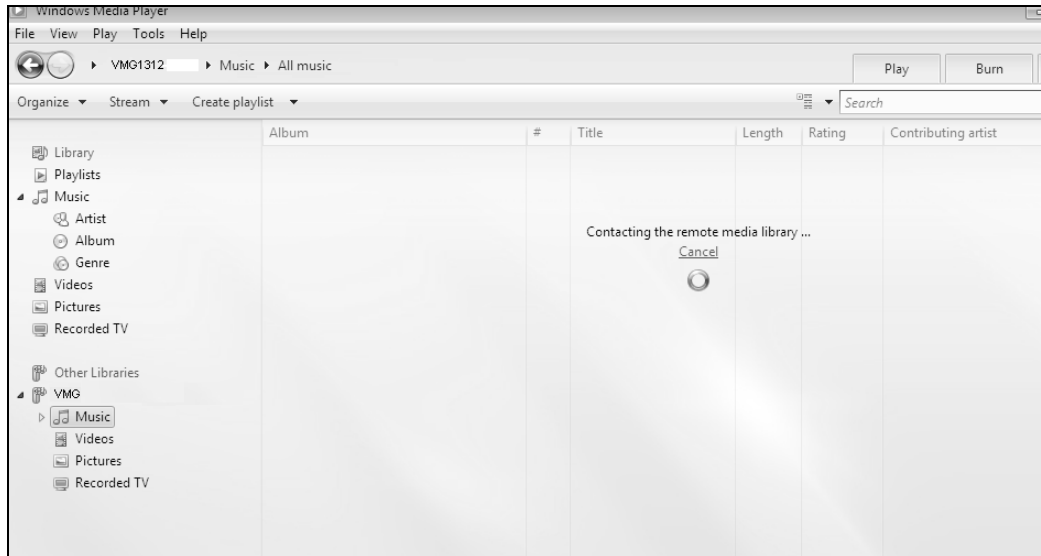 Windows Media Player
File View Play Tools Help
VMG1312 Music All music Play Burn
Organize Stream Create playlist Search
Album # Title Length Rating Contributing artist
Library
Playlists
Music
Artist
Album
Genre
Videos
Pictures
Recorded TV
Contacting the remote media library ...
Cancel
Other Libraries
VMG
Music
Videos
Pictures
Recorded TV